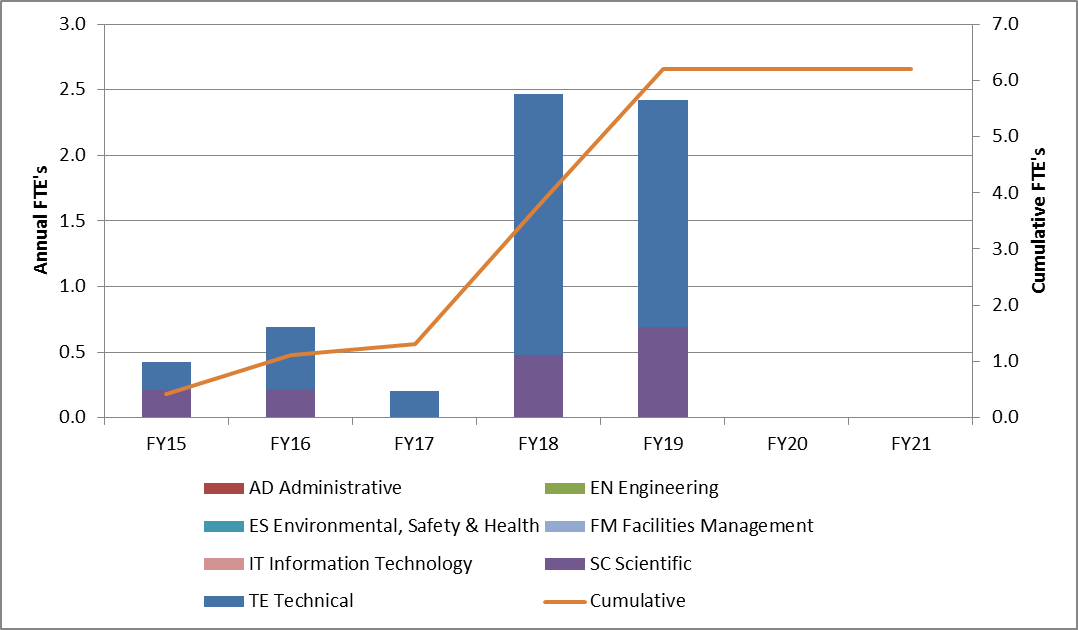 3.0
2.5
2.0
1.5
1.0
0.5
0.0
Annual FTE's
7.0
6.0
5.0
4.0
3.0
2.0
1.0
0.0
Cumulative FTE's
FY15 FY16 FY17 FY18 FY19 FY20 FY21
AD Administrative EN Engineering
ES Environmental, Safety & Health FM Facilities Management
IT Information Technology SC Scientific
TE Technical Cumulative